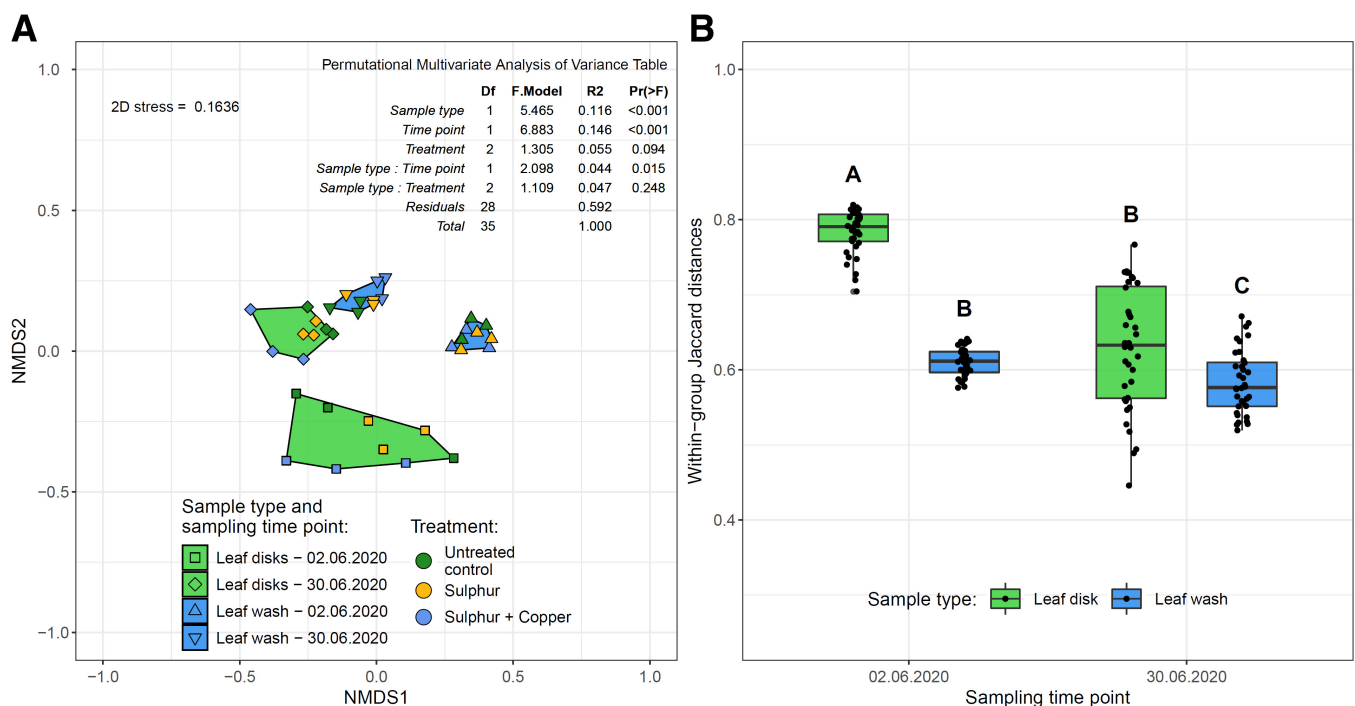 A
Permutational Multivariate Analysis of Variance Table
2D stress = 0.1636
Df F.Model R2 Pr(>F)
Sample type 1 5.465 0.116 <0.001
Time point 1 6.883 0.146 <0.001
Treatment 2 1.305 0.055 0.094
Sample type : Time point 1 2.098 0.044 0.015
Sample type : Treatment 2 1.109 0.047 0.248
Residuals 28 0.592
Total 35 1.000
1.0
0.5
0.0
−0.5
−1.0
NMDS2
Sample type and
sampling time point:
Leaf disks − 02.06.2020
Leaf disks − 30.06.2020
Leaf wash − 02.06.2020
Leaf wash − 30.06.2020
Treatment:
Untreated
control
Sulphur
Sulphur + Copper
−1.0 −0.5 0.0 0.5 1.0
NMDS1
B
1.0
0.8
0.6
0.4
Within−group Jaccard distances
A
B
B
C
Sample type: Leaf disk Leaf wash
02.06.2020 30.06.2020
Sampling time point